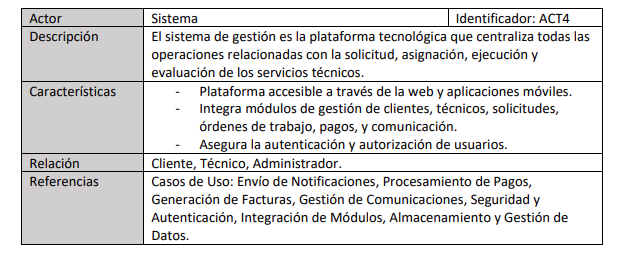 Actor Sistema Identificador: ACT4
Descripción El sistema de gestión es la plataforma tecnológica que centraliza todas las
operaciones relacionadas con la solicitud, asignación, ejecución y
evaluación de los servicios técnicos.
Características - Plataforma accesible a través de la web y aplicaciones móviles.
- Integra módulos de gestión de clientes, técnicos, solicitudes,
órdenes de trabajo, pagos, y comunicación.
- Asegura la autenticación y autorización de usuarios.
Relación Cliente, Técnico, Administrador.
Referencias Casos de Uso: Envío de Notificaciones, Procesamiento de Pagos,
Generación de Facturas, Gestión de Comunicaciones, Seguridad y
Autenticación, Integración de Módulos, Almacenamiento y Gestión de
Datos.